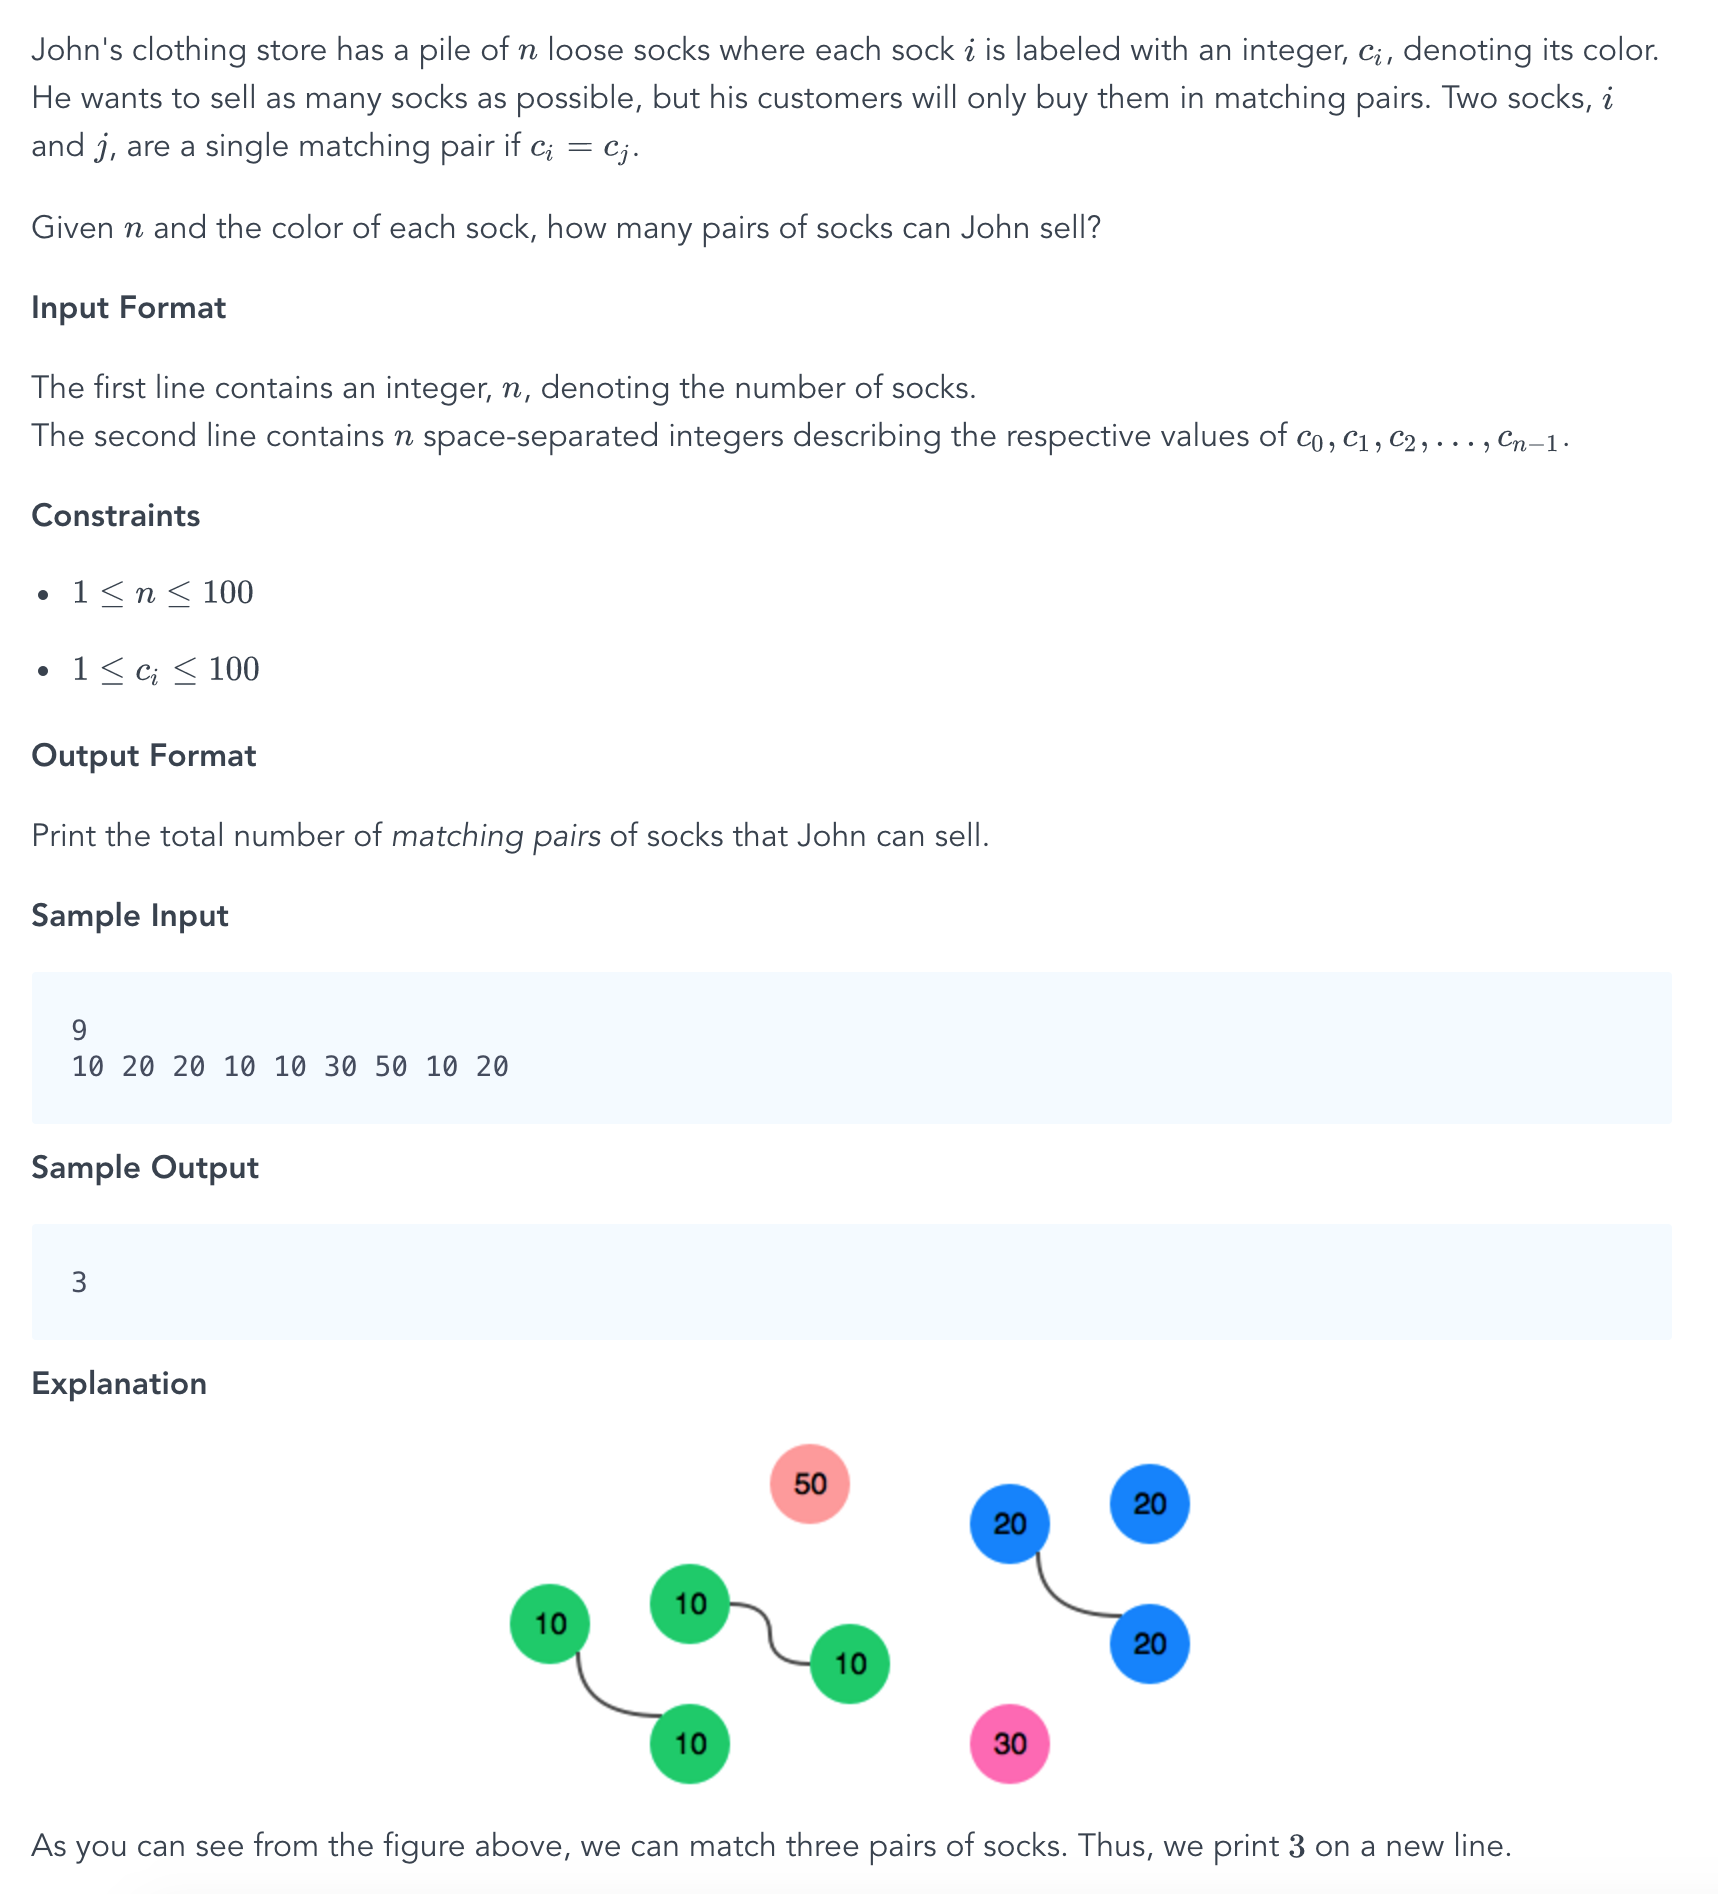 John's clothing store has a pile of n loose socks where each sock i is labeled with an integer, c_i, denoting its color.
He wants to sell as many socks as possible, but his customers will only buy them in matching pairs. Two socks, i
and j, are a single matching pair if c_i = c_j.
Given n and the color of each sock, how many pairs of socks can John sell?
Input Format
The first line contains an integer, n, denoting the number of socks.
The second line contains n space-separated integers describing the respective values of c_0, c_1, c_2, ..., c_{n-1}.
Constraints
• 1 ≤ n ≤ 100
• 1 ≤ c_i ≤ 100
Output Format
Print the total number of matching pairs of socks that John can sell.
Sample Input
9
10 20 20 10 10 30 50 10 20
Sample Output
3
Explanation
50
20
20
10
10
10
20
10
30
As you can see from the figure above, we can match three pairs of socks. Thus, we print 3 on a new line.